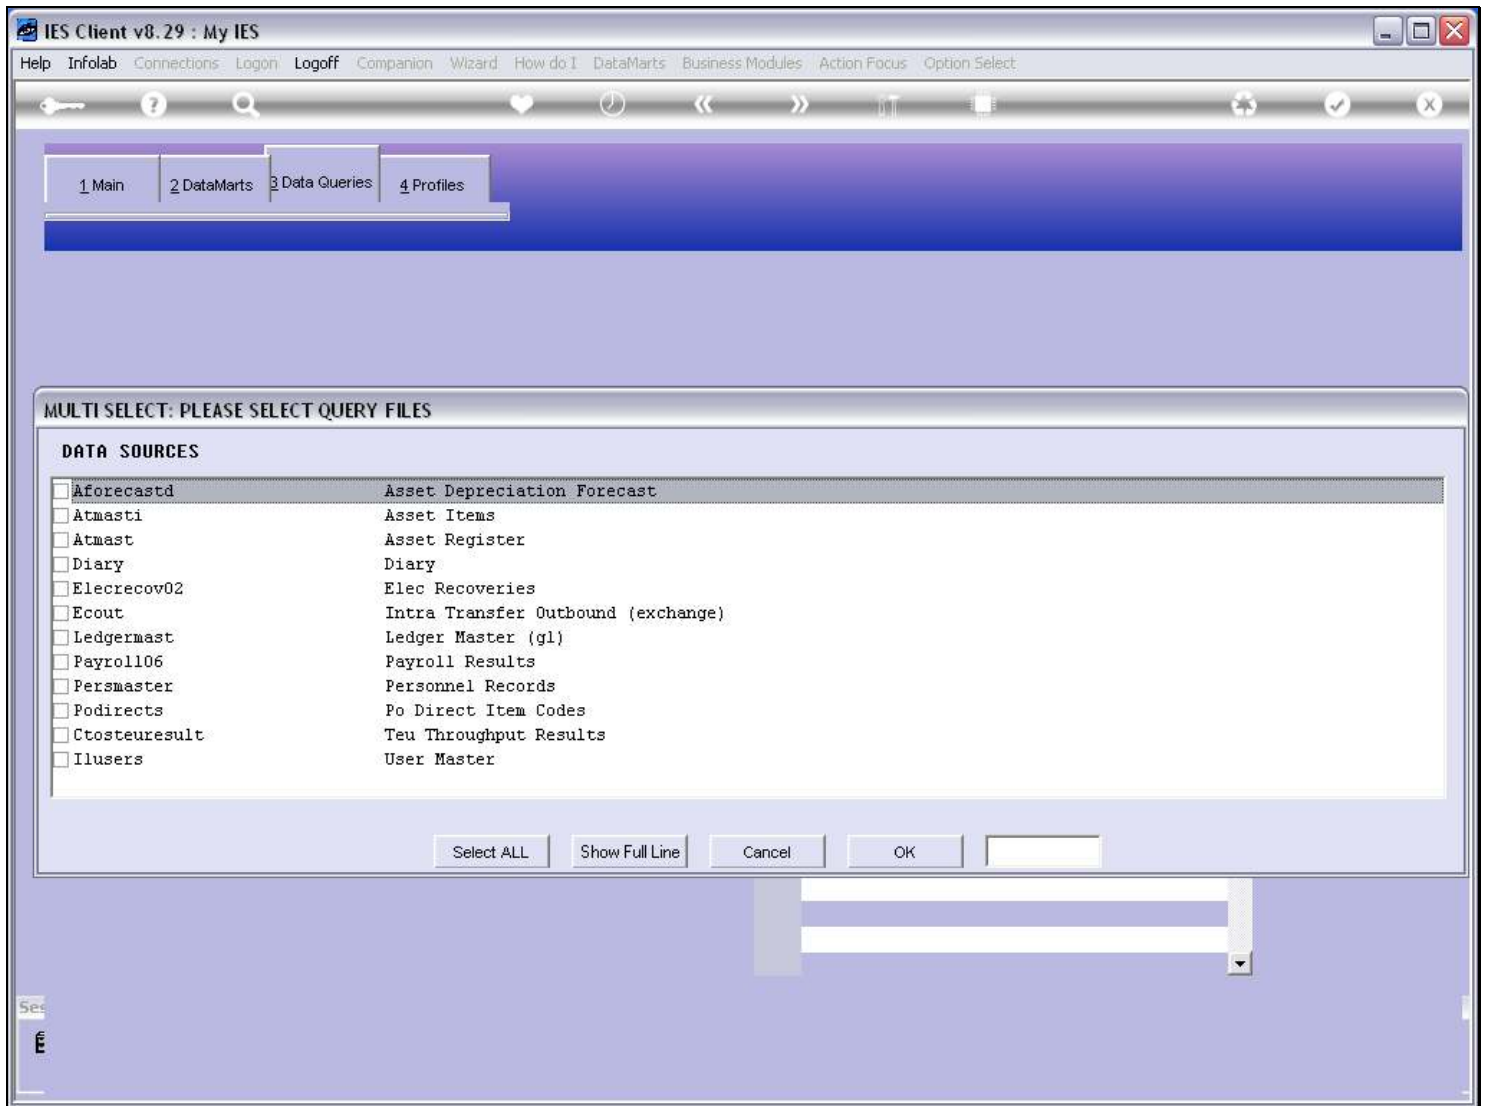 IES Client v8.29 : My IES
Help Infolab Connections Logon Logoff Companion Wizard How do I DataMarts Business Modules Action Focus Option Select
1 Main 2 DataMarts 3 Data Queries 4 Profiles
MULTI SELECT: PLEASE SELECT QUERY FILES
DATA SOURCES
Aforecastd Asset Depreciation Forecast
Atmasti Asset Items
Atmast Asset Register
Diary Diary
Elecrecov02 Elec Recoveries
Ecout Intra Transfer Outbound (exchange)
Ledgermast Ledger Master (gl)
Payroll06 Payroll Results
Persmaster Personnel Records
Podirects Po Direct Item Codes
Ctosteuresult Teu Throughput Results
Ilusers User Master
Select ALL Show Full Line Cancel OK
Ses